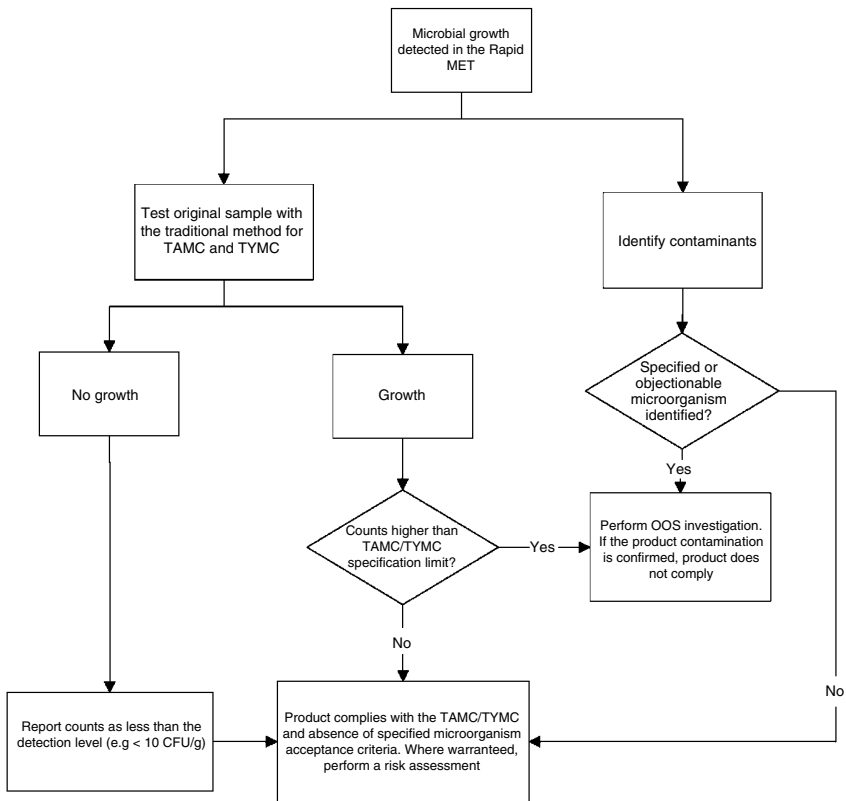 Microbial growth
detected in the Rapid
MET
Test original sample with
the traditional method for
TAMC and TYMC
Identify contaminants
No growth
Growth
Specified or
objectionable
microorganism
identified?
Yes
Counts higher than
TAMC/TYMC
specification limit?
Yes
Perform OOS investigation.
If the product contamination
is confirmed, product does
not comply
No
No
Report counts as less than the
detection level (e.g < 10 CFU/g)
Product complies with the TAMC/TYMC
and absence of specified microorganism
acceptance criteria. Where warranted,
perform a risk assessment